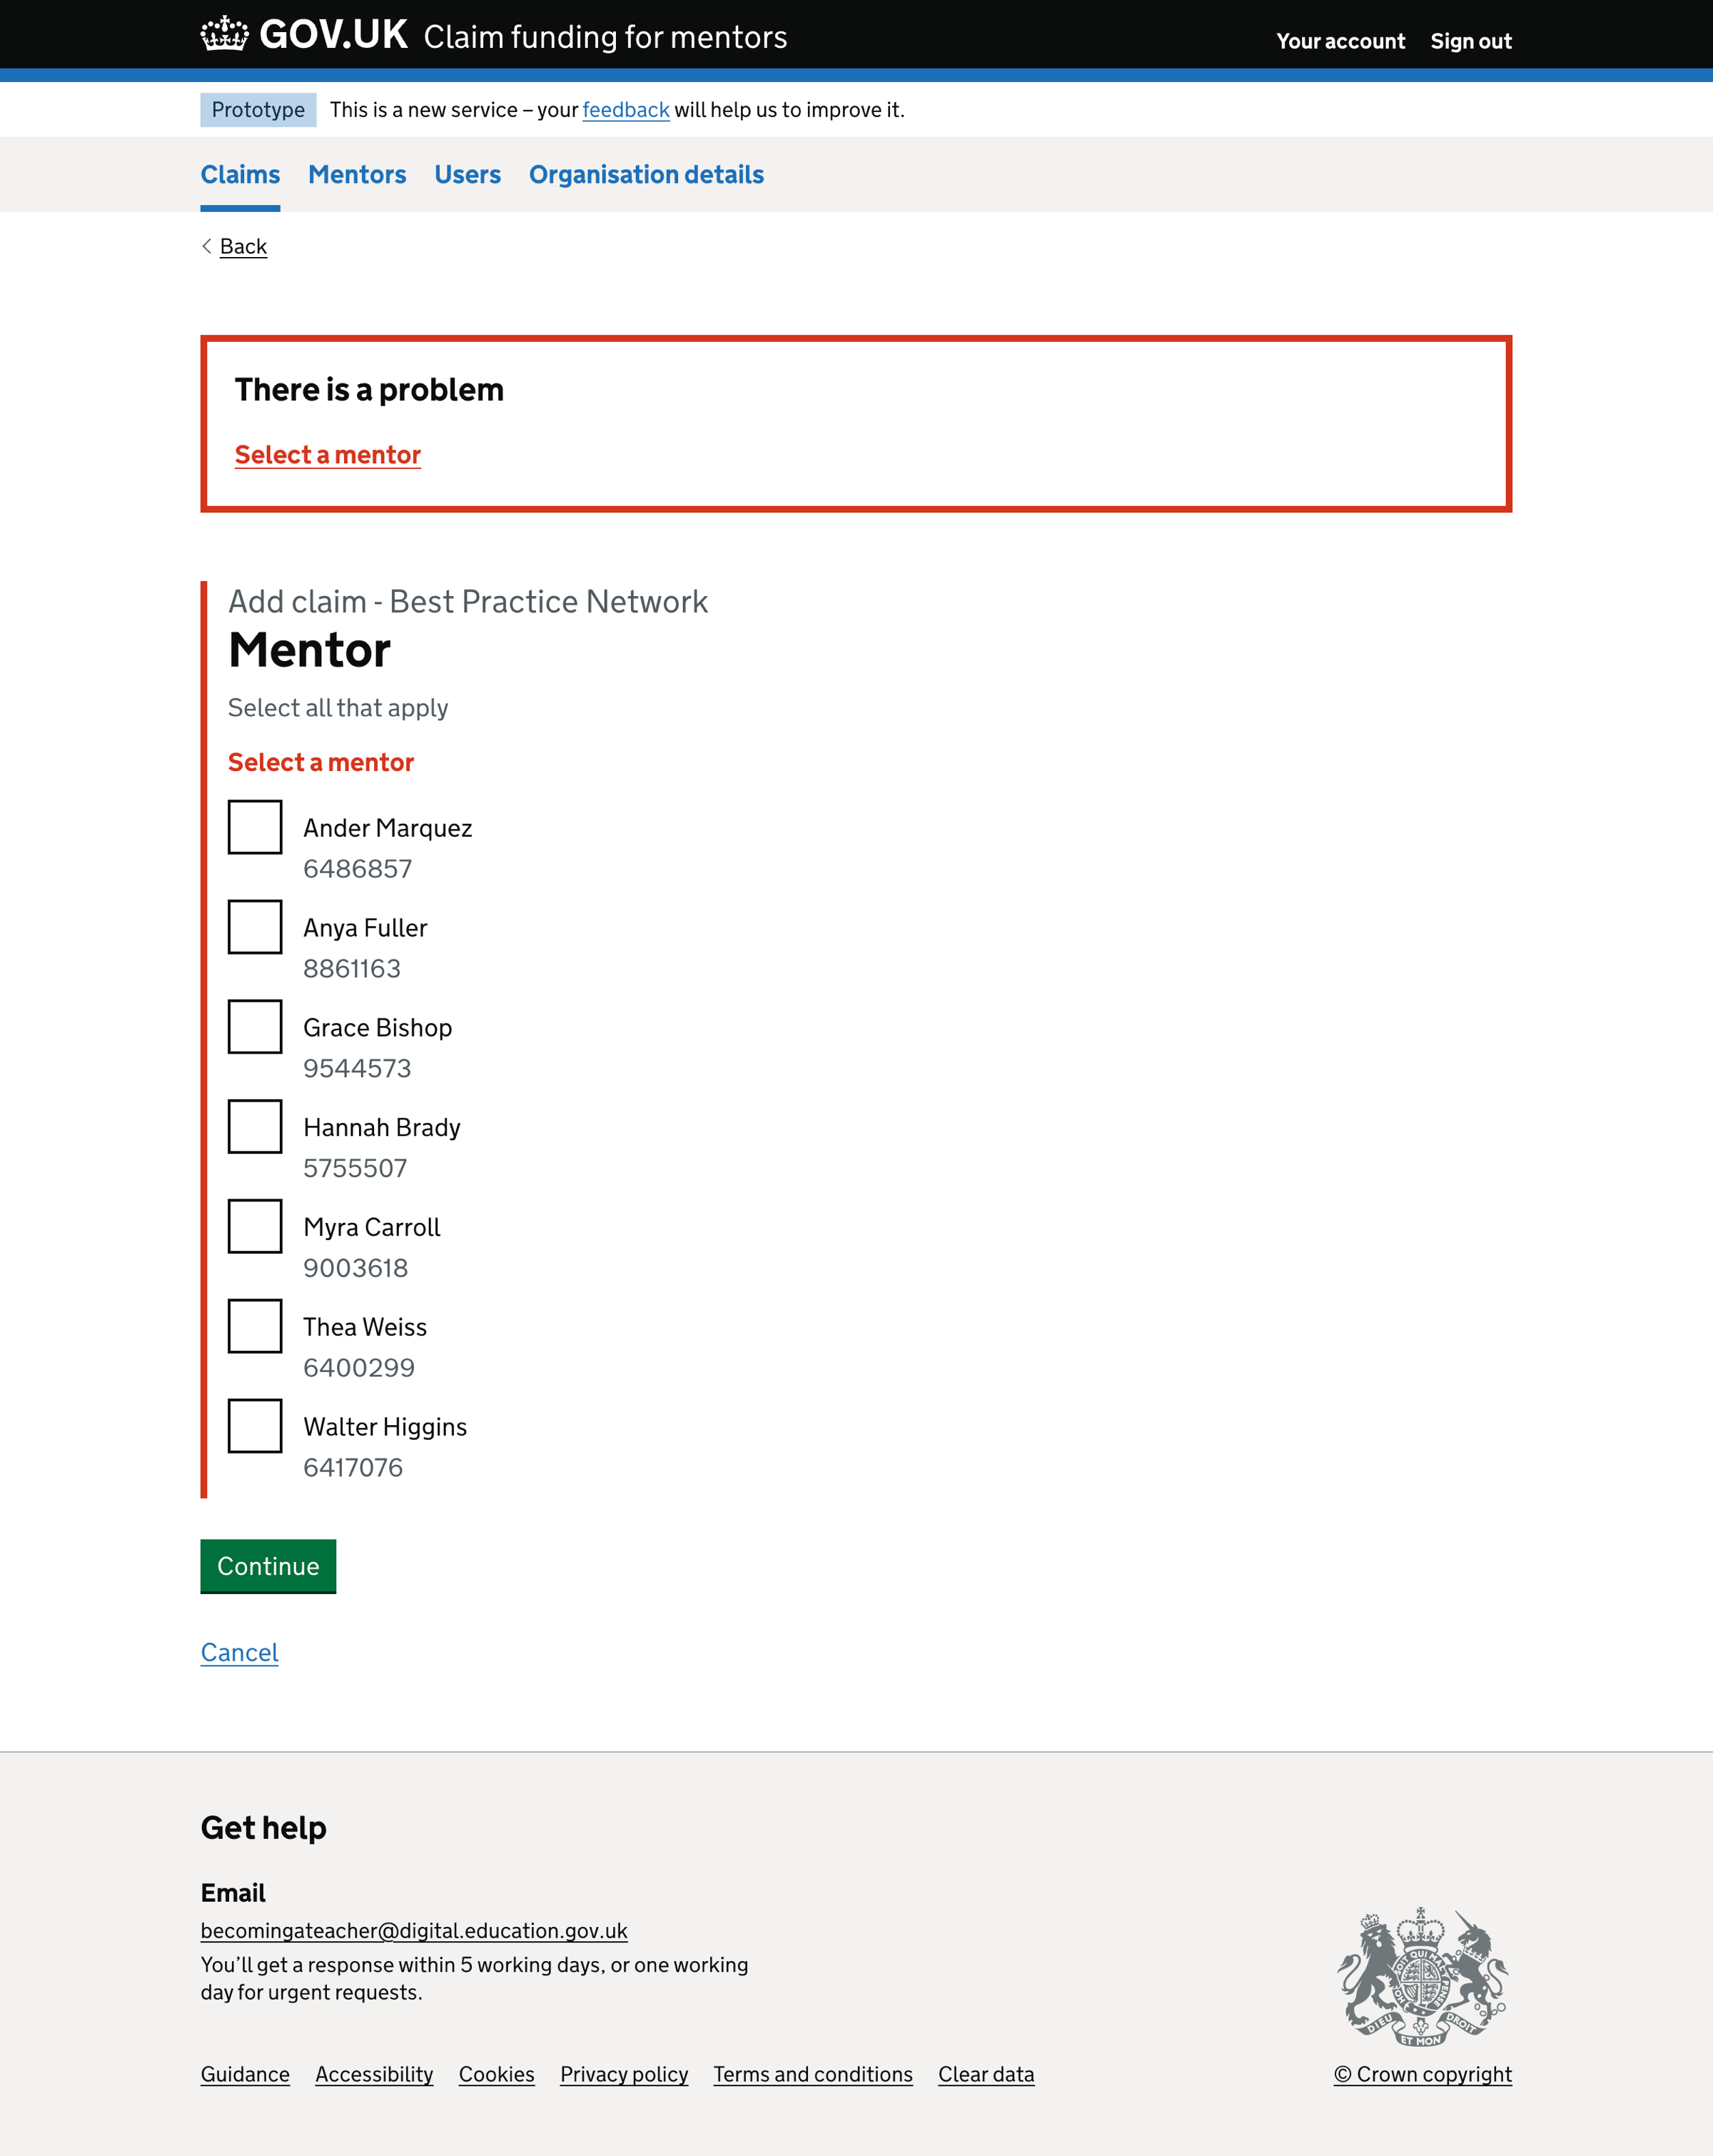 GOV.UK Claim funding for mentors
Your account Sign out
Prototype This is a new service – your feedback will help us to improve it.
Claims Mentors Users Organisation details
Back
There is a problem
Select a mentor
Add claim - Best Practice Network
Mentor
Select all that apply
Select a mentor
Ander Marquez
6486857
Anya Fuller
8861163
Grace Bishop
9544573
Hannah Brady
5755507
Myra Carroll
9003618
Thea Weiss
6400299
Walter Higgins
6417076
Continue
Cancel
Get help
Email
becomingateacher@digital.education.gov.uk
You’ll get a response within 5 working days, or one working
day for urgent requests.
DIEU ET MON DROIT
Guidance Accessibility Cookies Privacy policy Terms and conditions Clear data
© Crown copyright